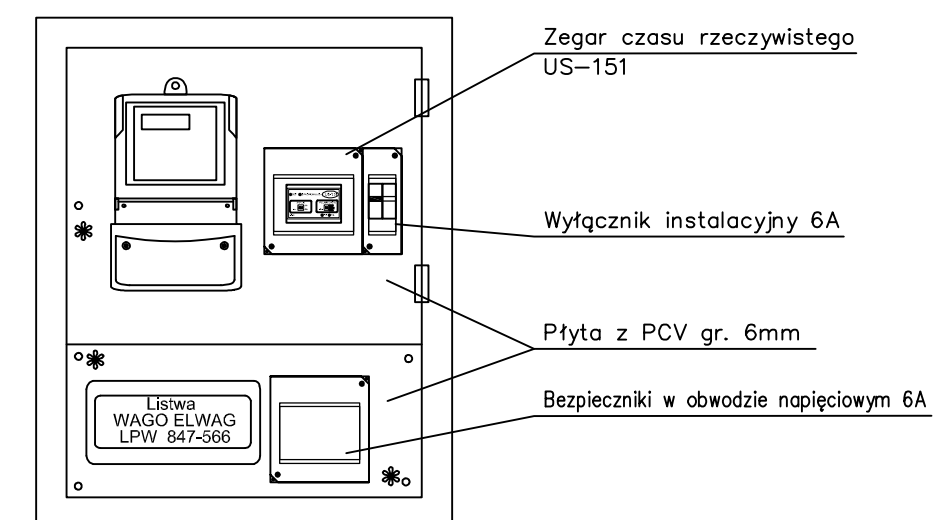 Zegar czasu rzeczywistego
US-151
Wyłącznik instalacyjny 6A
Płyta z PCV gr. 6mm
Bezpieczniki w obwodzie napięciowym 6A
Listwa
WAGO ELWAG
LPW 847-566